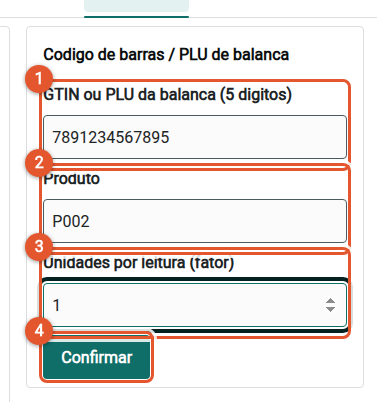 Codigo de barras / PLU de balanca
1
GTIN ou PLU da balanca (5 digitos)
7891234567895
2
Produto
P002
3
Unidades por leitura (fator)
1
4
Confirmar